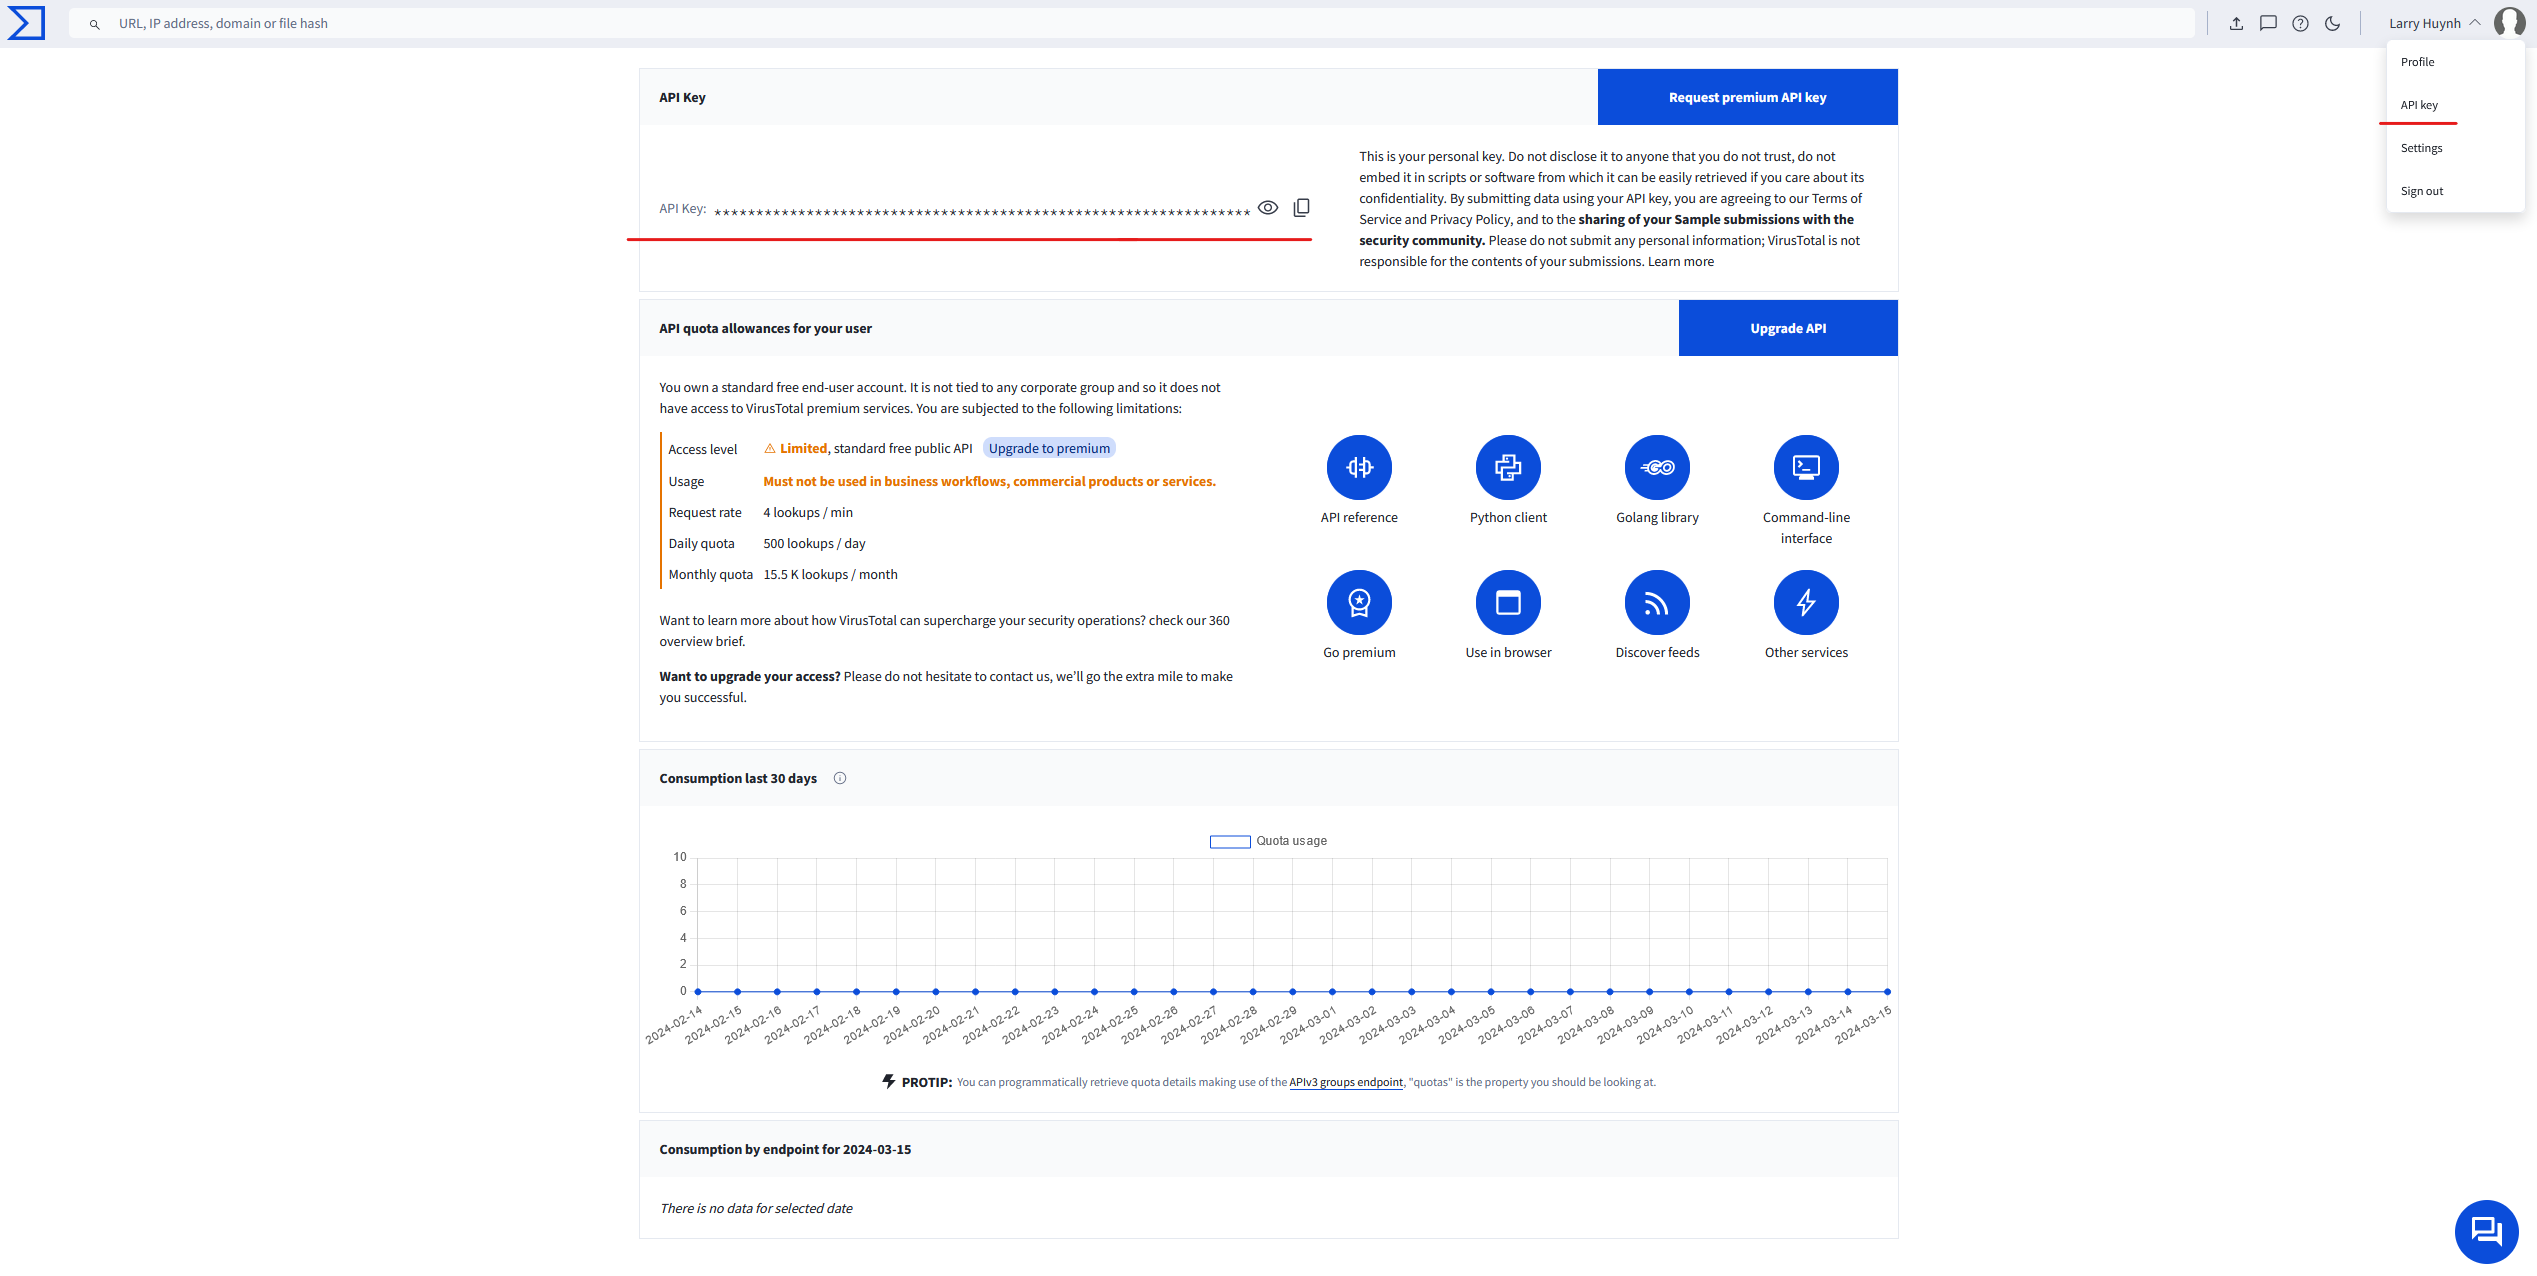 URL, IP address, domain or file hash
Larry Huynh
Profile
API key
Settings
Sign out
API Key
Request premium API key
API Key: ****************************************************************
This is your personal key. Do not disclose it to anyone that you do not trust, do not
embed it in scripts or software from which it can be easily retrieved if you care about its
confidentiality. By submitting data using your API key, you are agreeing to our Terms of
Service and Privacy Policy, and to the sharing of your Sample submissions with the
security community. Please do not submit any personal information; VirusTotal is not
responsible for the contents of your submissions. Learn more
API quota allowances for your user
Upgrade API
You own a standard free end-user account. It is not tied to any corporate group and so it does not
have access to VirusTotal premium services. You are subjected to the following limitations:
Access level Limited, standard free public API Upgrade to premium
Usage Must not be used in business workflows, commercial products or services.
Request rate 4 lookups / min
Daily quota 500 lookups / day
Monthly quota 15.5 K lookups / month
Want to learn more about how VirusTotal can supercharge your security operations? check our 360
overview brief.
Want to upgrade your access? Please do not hesitate to contact us, we'll go the extra mile to make
you successful.
GO
API reference
Python client
Golang library
Command-line
interface
Go premium
Use in browser
Discover feeds
Other services
Consumption last 30 days
Quota usage
10
8
6
4
2
0
2024-02-14
2024-02-15
2024-02-16
2024-02-17
2024-02-18
2024-02-19
2024-02-20
2024-02-21
2024-02-22
2024-02-23
2024-02-24
2024-02-25
2024-02-26
2024-02-27
2024-02-28
2024-02-29
2024-03-01
2024-03-02
2024-03-03
2024-03-04
2024-03-05
2024-03-06
2024-03-07
2024-03-08
2024-03-09
2024-03-10
2024-03-11
2024-03-12
2024-03-13
2024-03-14
2024-03-15
PROTIP: You can programmatically retrieve quota details making use of the APIv3 groups endpoint, "quotas" is the property you should be looking at.
Consumption by endpoint for 2024-03-15
There is no data for selected date